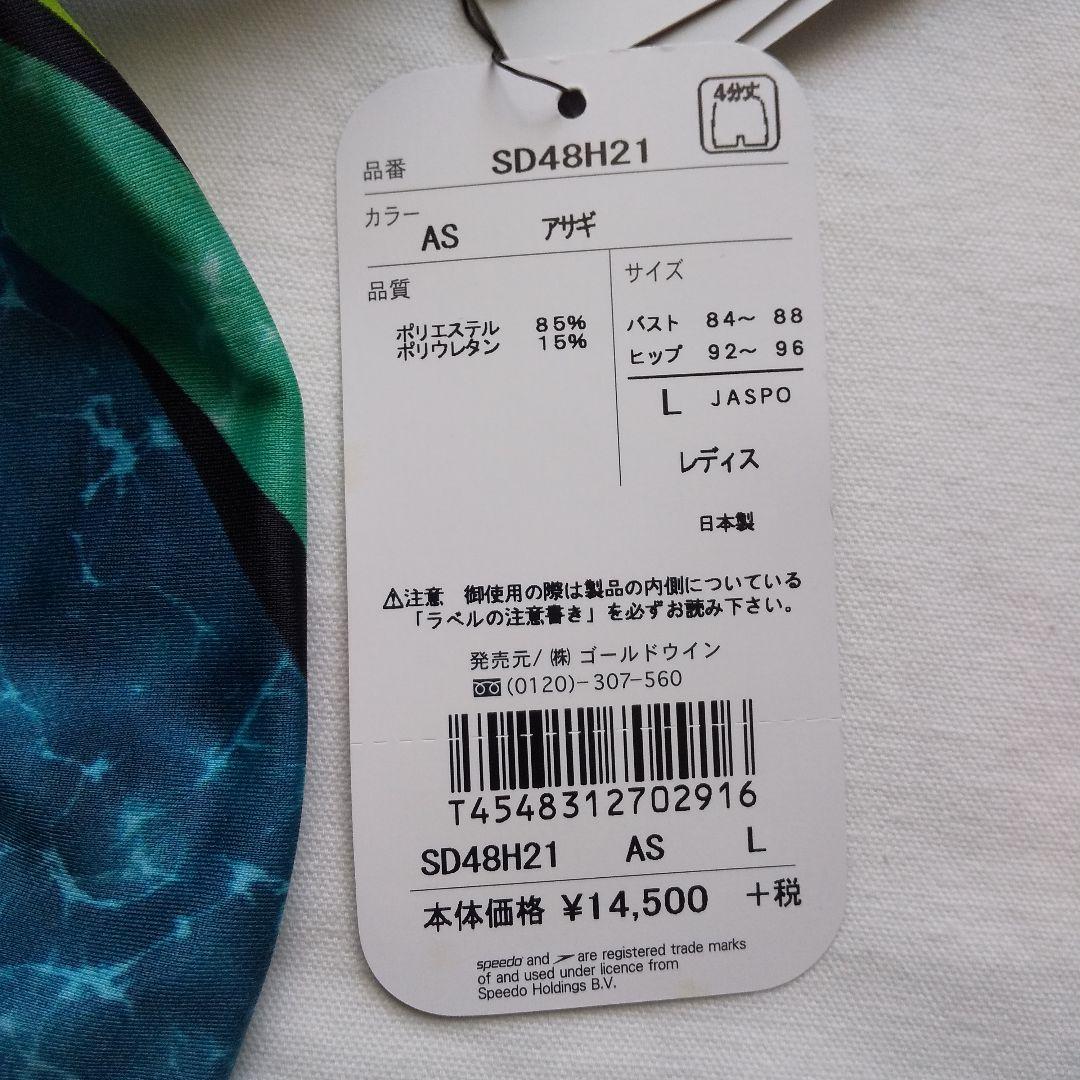 4分丈
品番 SD48H21
カラー AS アサギ
品質
ポリエステル 85%
ポリウレタン 15%
サイズ
バスト 84～ 88
ヒップ 92～ 96
L JASPO
レディス
日本製
⚠注意 御使用の際は製品の内側についている
「ラベルの注意書き」を必ずお読み下さい。
発売元/㈱ゴールドウイン
(0120)-307-560
T4548312702916
SD48H21 AS L
本体価格 ¥14,500 +税
speedo and are registered trade marks
of and used under licence from
Speedo Holdings B.V.